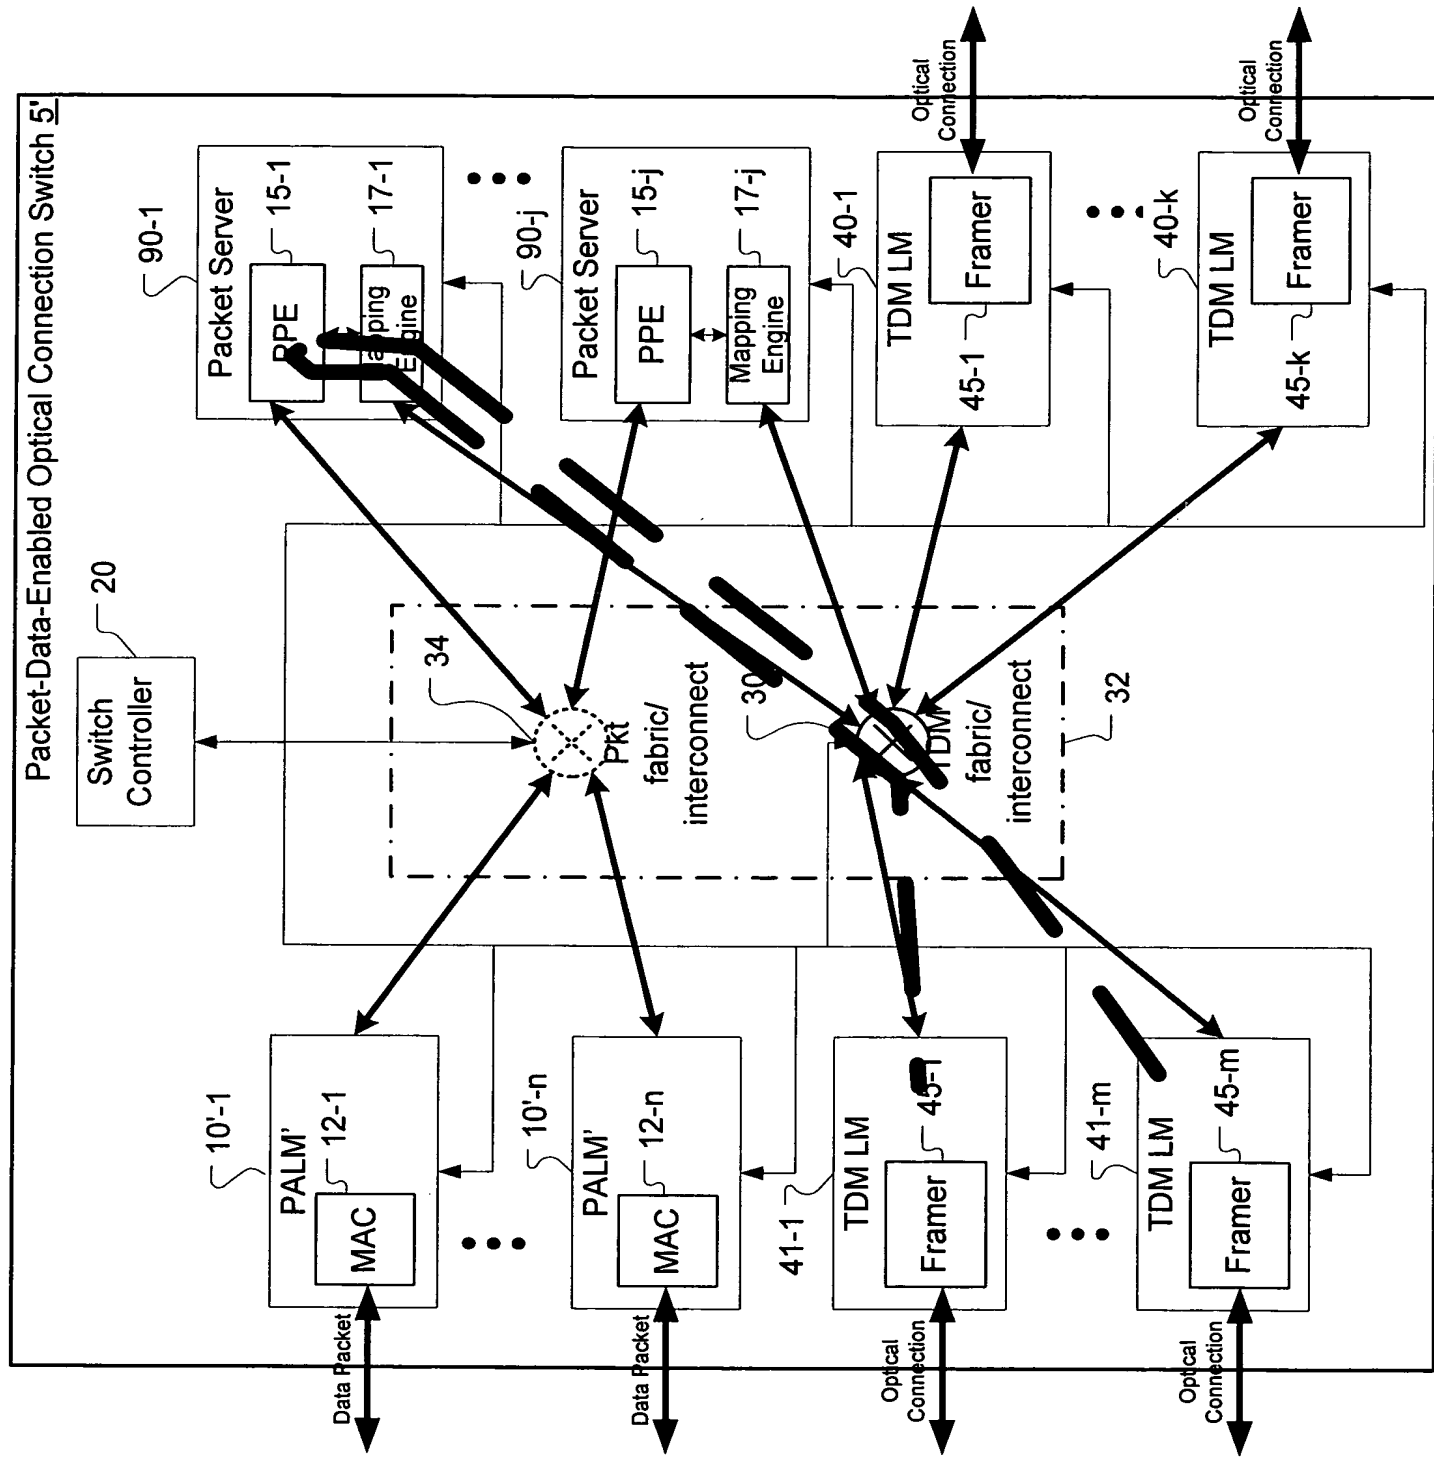 Packet-Data-Enabled Optical Connection Switch 5'
20
Switch
Controller
90-1
Packet Server
15-1
PPE
17-1
Mapping
Engine
90-j
Packet Server
15-j
PPE
17-j
Mapping
Engine
40-1
TDM LM
Framer
45-1
Optical
Connection
40-k
TDM LM
Framer
45-k
Optical
Connection
34
Pkt
fabric/
interconnect
30
TDM
fabric/
interconnect
32
10'-1
PALM'
12-1
MAC
Data Packet
10'-n
PALM'
12-n
MAC
Data Packet
41-1
TDM LM
45-1
Framer
Optical
Connection
41-m
TDM LM
45-m
Framer
Optical
Connection